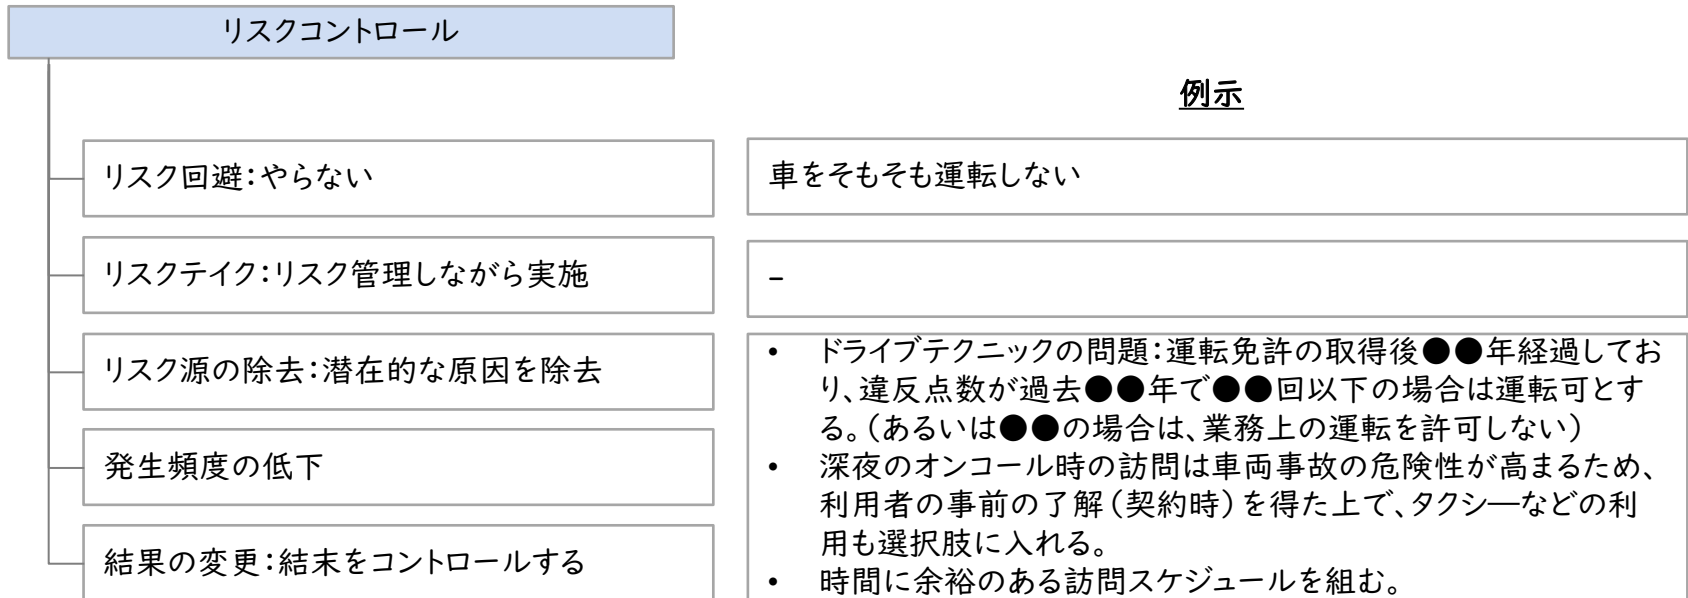 リスクコントロール
例示
リスク回避：やらない
車をそもそも運転しない
リスクテイク：リスク管理しながら実施
–
リスク源の除去：潜在的な原因を除去
発生頻度の低下
結果の変更：結末をコントロールする
• ドライブテクニックの問題：運転免許の取得後●●年経過してお
り、違反点数が過去●●年で●●回以下の場合は運転可とす
る。（あるいは●●の場合は、業務上の運転を許可しない）
• 深夜のオンコール時の訪問は車両事故の危険性が高まるため、
利用者の事前の了解（契約時）を得た上で、タクシ―などの利
用も選択肢に入れる。
• 時間に余裕のある訪問スケジュールを組む。